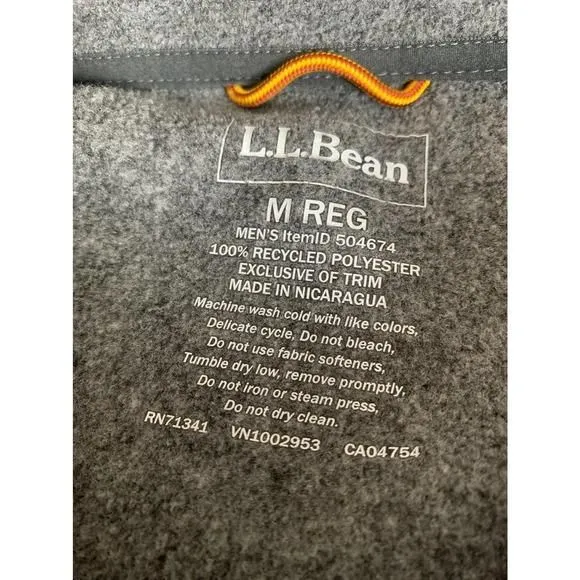 L.L.Bean
M REG
MEN'S ItemID 504674
100% RECYCLED POLYESTER
EXCLUSIVE OF TRIM
MADE IN NICARAGUA
Machine wash cold with like colors,
Delicate cycle, Do not bleach,
Do not use fabric softeners,
Tumble dry low, remove promptly,
Do not iron or steam press,
Do not dry clean.
RN71341 VN1002953 CA04754